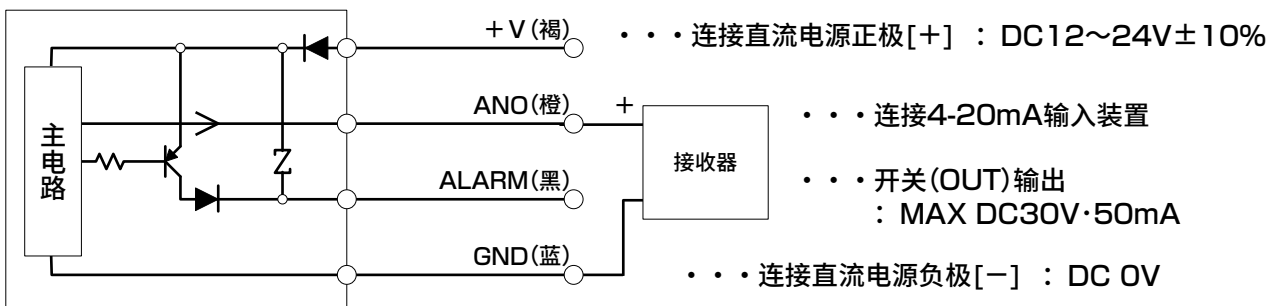 +V(褐) ・・・连接直流电源正极[+] : DC12～24V±10%
ANO(橙) + ・・・连接4-20mA输入装置
主电路
接收器
ALARM(黑) ・・・开关(OUT)输出
: MAX DC30V·50mA
GND(蓝) ・・・连接直流电源负极[－] : DC 0V